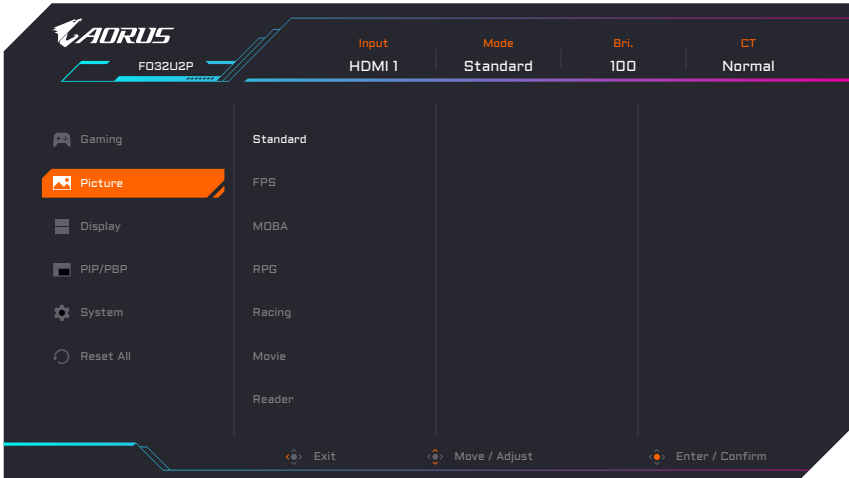 AORUS
FO32U2P
Input Mode Bri. CT
HDMI 1 Standard 100 Normal
Gaming
Picture
Display
PIP/PBP
System
Reset All
Standard
FPS
MOBA
RPG
Racing
Movie
Reader
Exit Move / Adjust Enter / Confirm